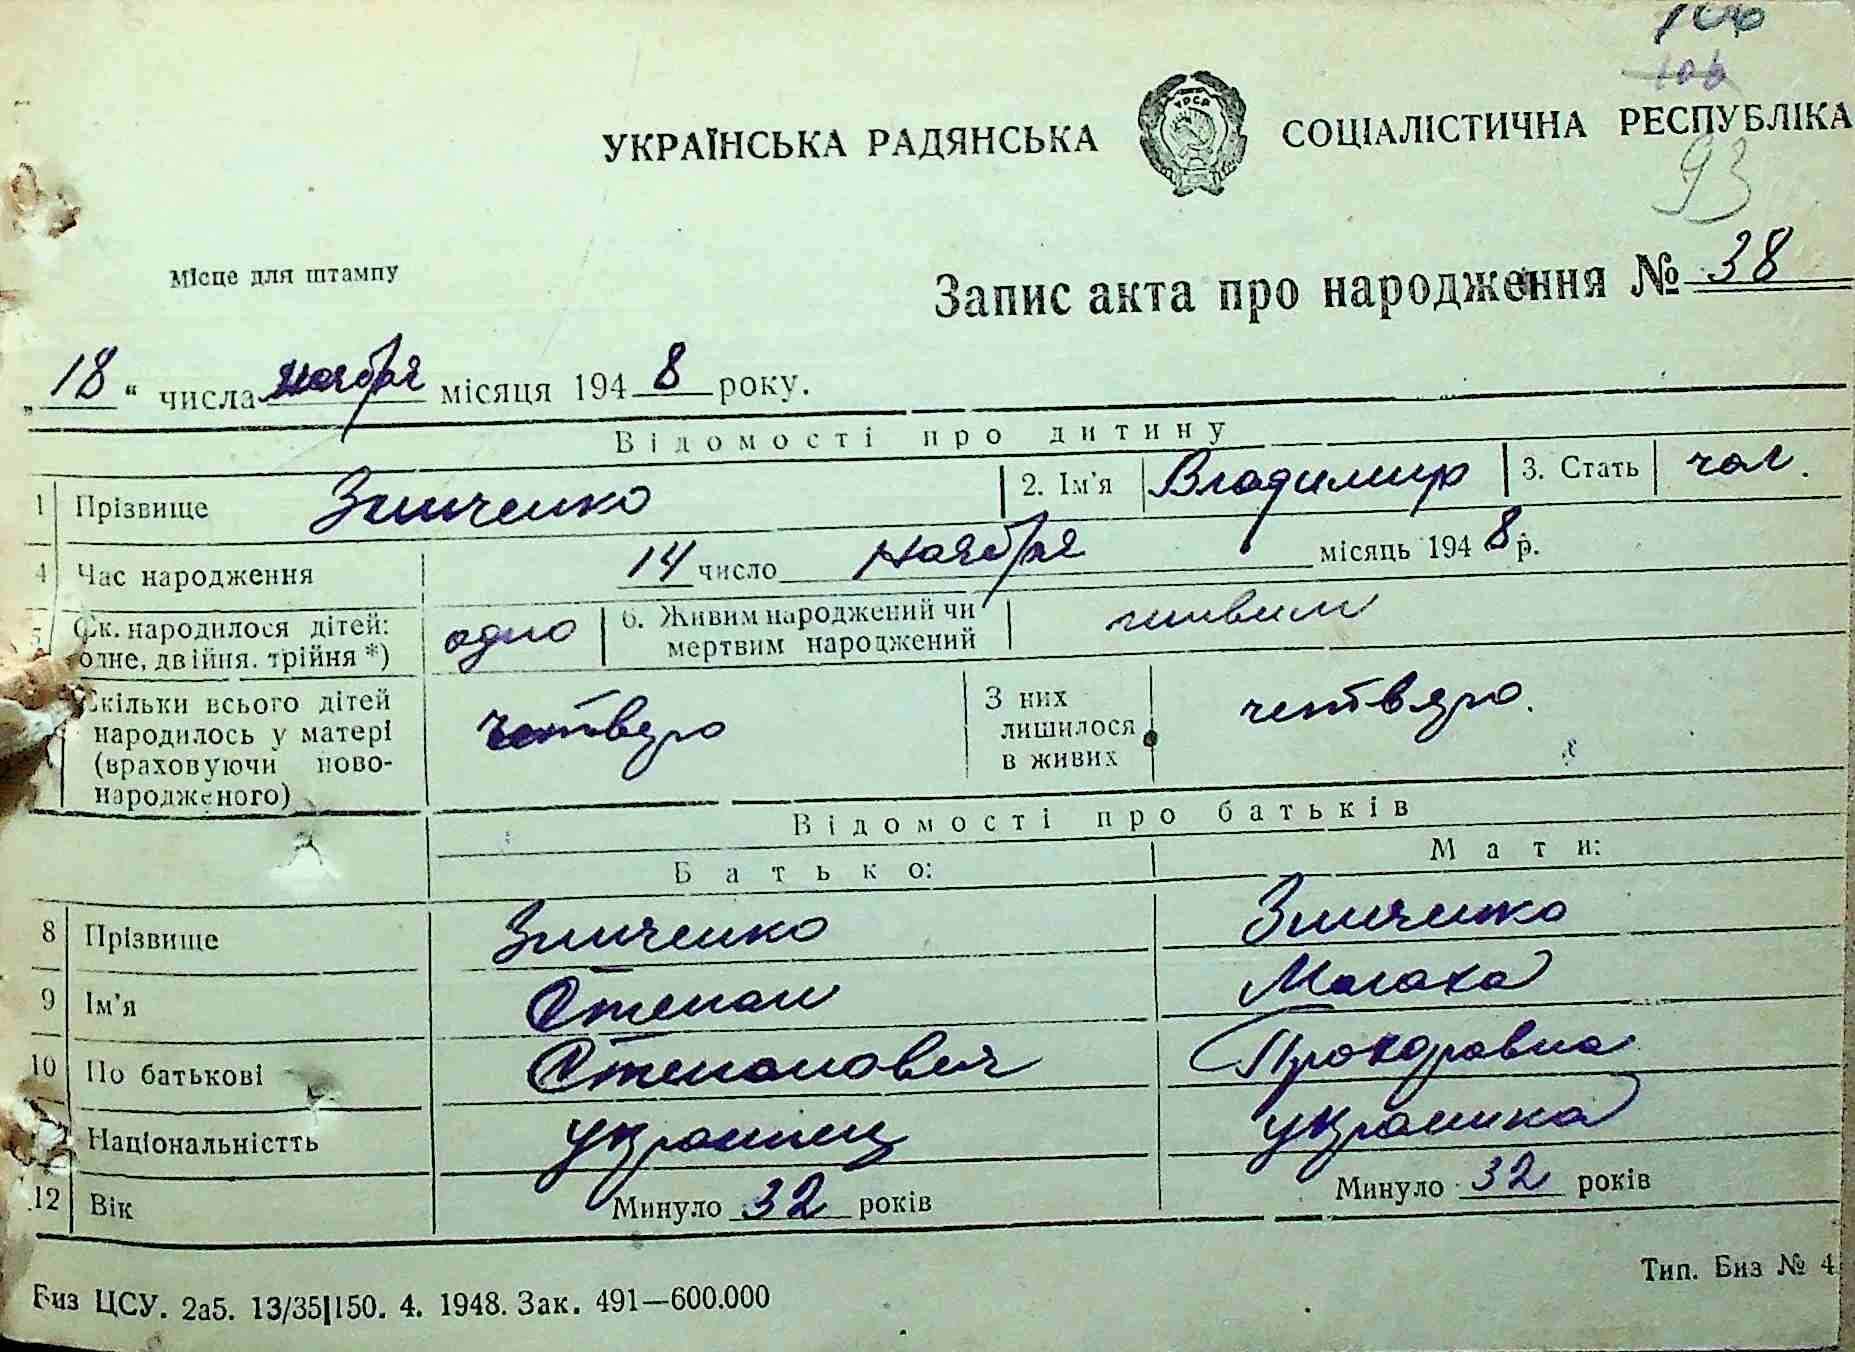 106
106
УКРАЇНСЬКА РАДЯНСЬКА СОЦІАЛІСТИЧНА РЕСПУБЛІКА
УРСР
93
Місце для штампу
Запис акта про народження № 38
„18“ числа ноября місяця 1948 року.
Відомості про дитину
1 Прізвище Зинченко 2. Ім'я Владимир 3. Стать чол.
4 Час народження 14 число ноября місяць 1948 р.
5 Ск. народилося дітей: одне, двійня, трійня *) одно 6. Живим народжений чи мертвим народжений живим
Скільки всього дітей народилось у матері (враховуючи новонародженого) четвяро З них лишилося в живих четвяро.
Відомості про батьків
Батько: Мати:
8 Прізвище Зинченко Зинченко
9 Ім'я Степан
10 По батькові Степанович Прокоравна
Національністть украинец украинка
12 Вік Минуло 32 років Минуло 32 років
Биз ЦСУ. 2а5. 13/35|150. 4. 1948. Зак. 491—600.000
Тип. Биз № 4